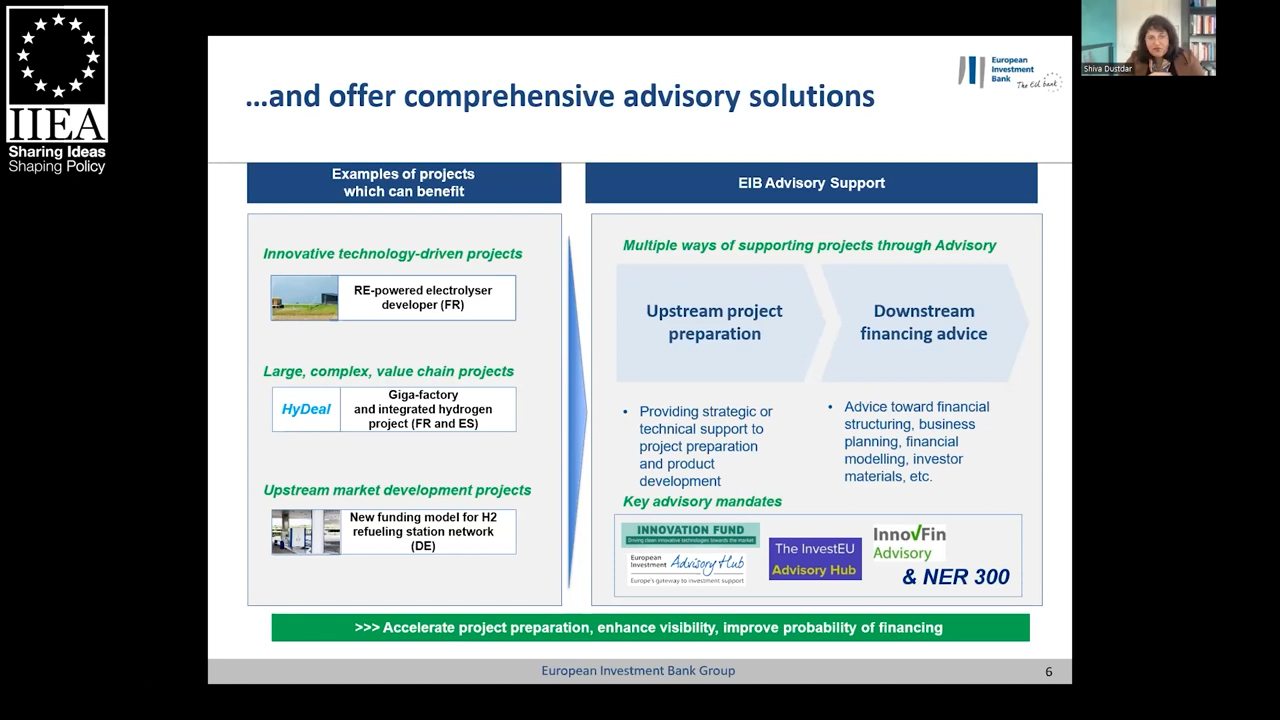 IIEA
Sharing Ideas
Shaping Policy
Shiva Dustdar
European
Investment
Bank
The EU bank
...and offer comprehensive advisory solutions
Examples of projects
which can benefit
Innovative technology-driven projects
RE-powered electrolyser
developer (FR)
Large, complex, value chain projects
HyDeal
Giga-factory
and integrated hydrogen
project (FR and ES)
Upstream market development projects
New funding model for H2
refueling station network
(DE)
EIB Advisory Support
Multiple ways of supporting projects through Advisory
Upstream project
preparation
Downstream
financing advice
• Providing strategic or
technical support to
project preparation
and product
development
• Advice toward financial
structuring, business
planning, financial
modelling, investor
materials, etc.
Key advisory mandates
INNOVATION FUND
Driving clean innovative technologies towards the market
European
Investment Advisory Hub
Europe's gateway to investment support
The InvestEU
Advisory Hub
InnovFin
Advisory
& NER 300
>>> Accelerate project preparation, enhance visibility, improve probability of financing
European Investment Bank Group
6